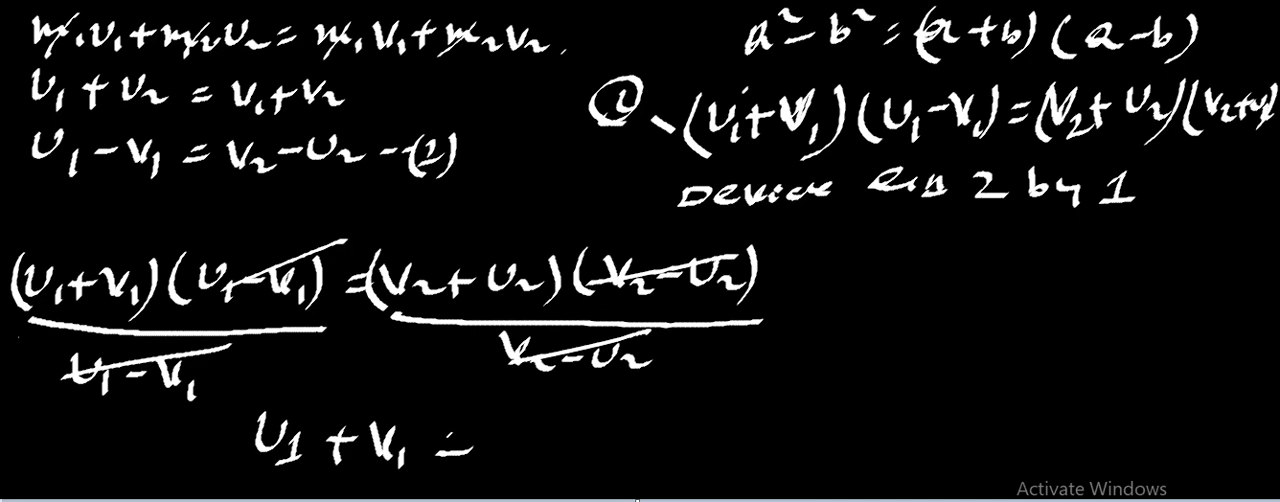 m₁u₁+m₂u₂ = m₁v₁+m₂v₂.
u₁+u₂ = v₁+v₂
u₁-v₁ = v₂-u₂ -(1)
a²-b² = (a+b)(a-b)
② - (u₁+v₁)(u₁-v₁)=(v₂+u₂)(v₂+u₂)
Device 2 by 1
(u₁+v₁)(u₁-v₁) = (v₂+u₂)(v₂-u₂)
u₁-v₁ v₂-u₂
u₁+v₁ =
Activate Windows